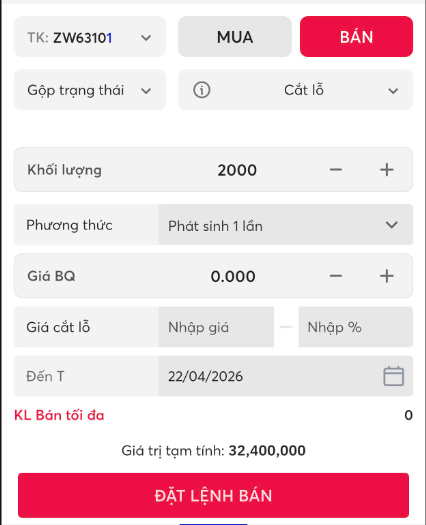 TK: ZW63101 MUA BÁN
Gộp trạng thái Cắt lỗ
Khối lượng 2000
Phương thức Phát sinh 1 lần
Giá BQ 0.000
Giá cắt lỗ Nhập giá Nhập %
Đến T 22/04/2026
KL Bán tối đa 0
Giá trị tạm tính: 32,400,000
ĐẶT LỆNH BÁN